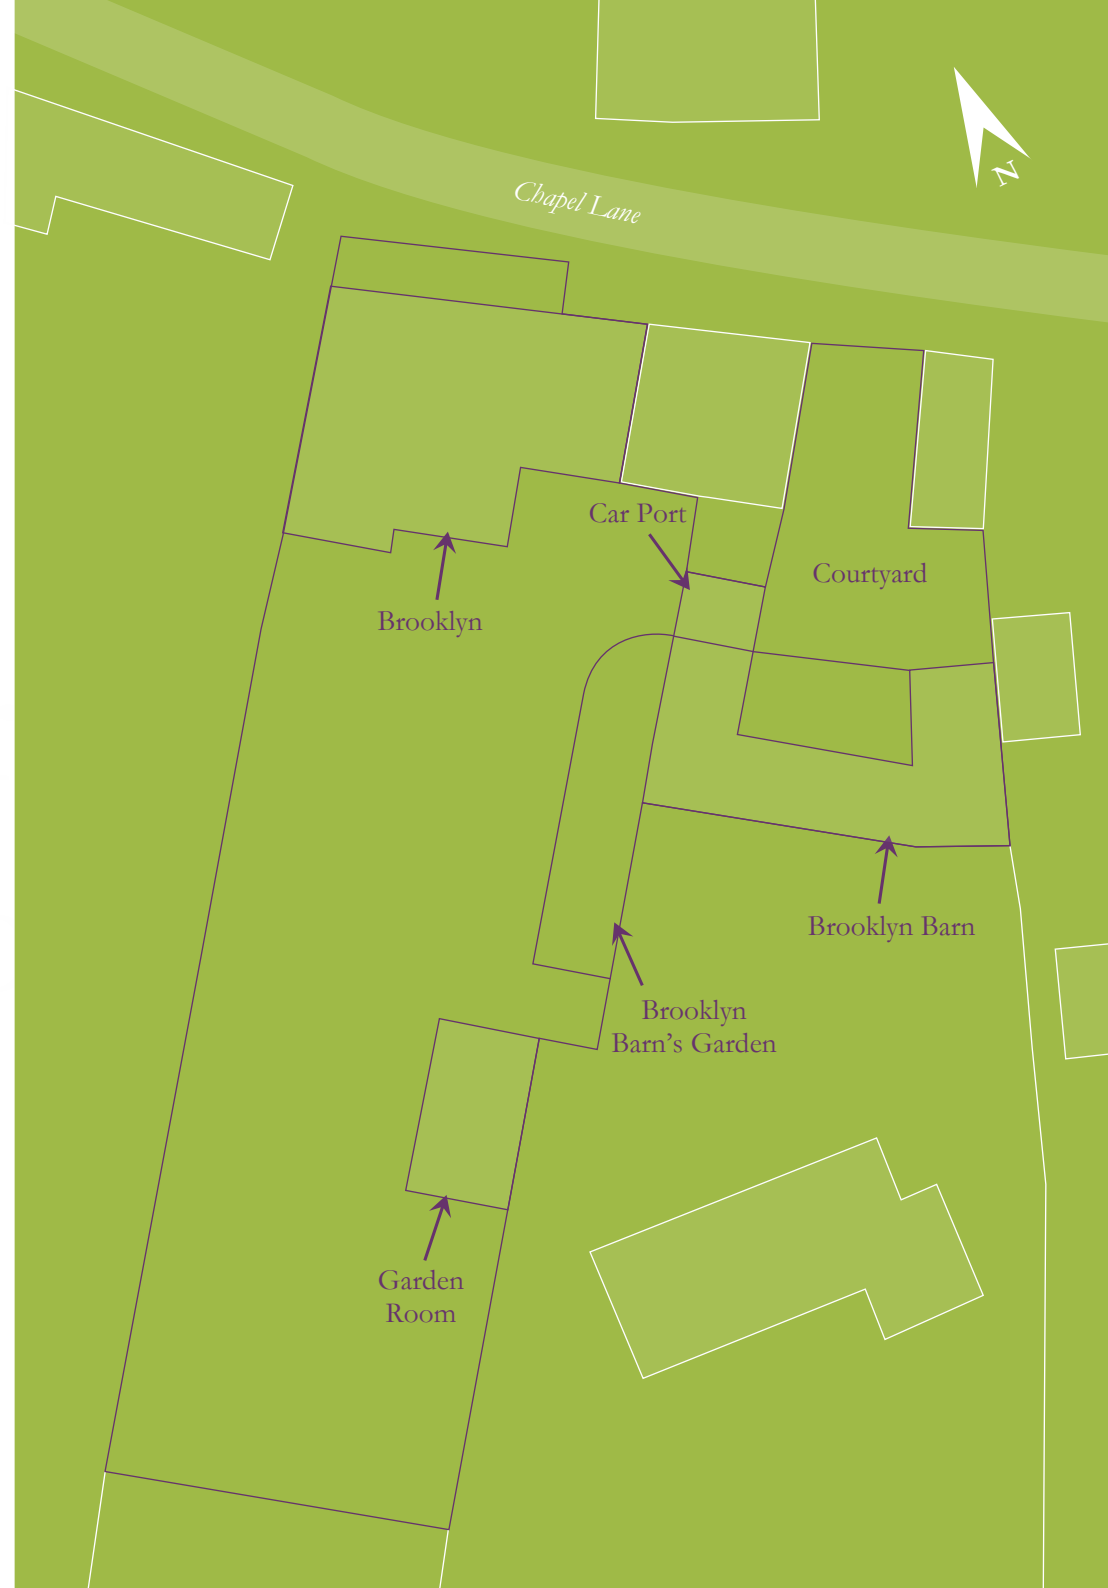 Chapel Lane
N
Car Port
Courtyard
Brooklyn
Brooklyn Barn
Brooklyn
Barn’s Garden
Garden
Room